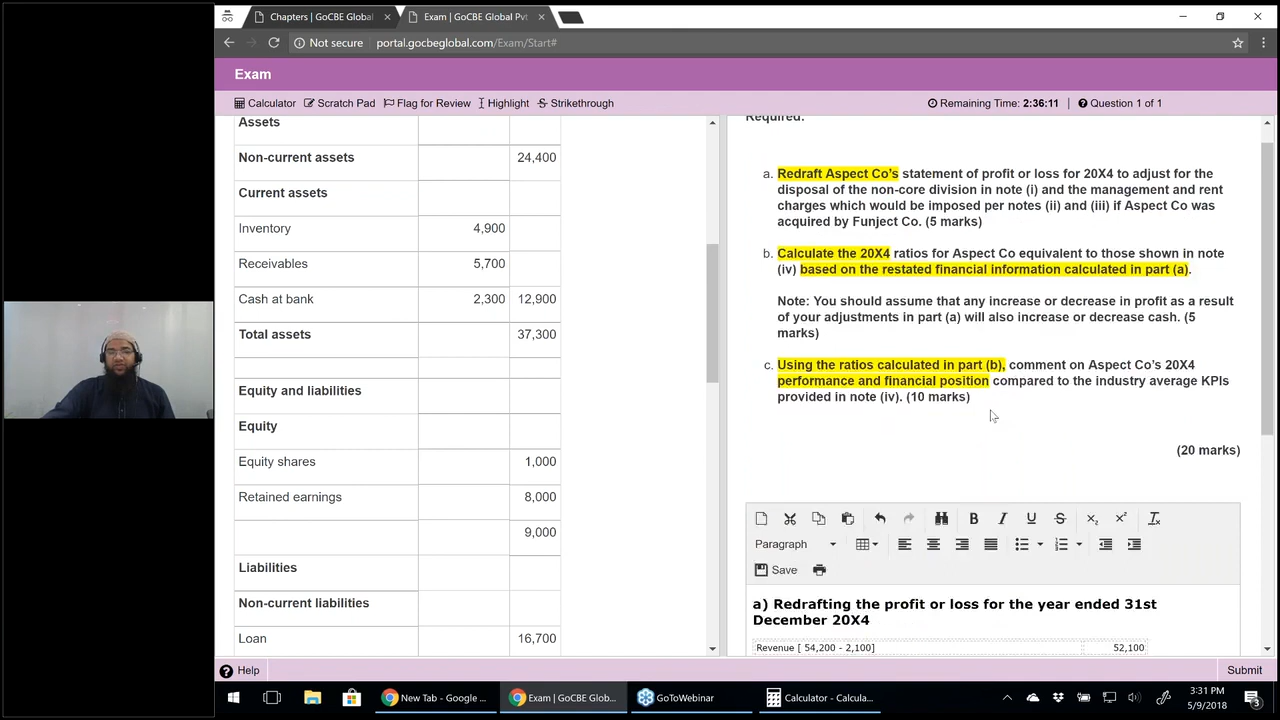 Chapters | GoCBE Global
Exam | GoCBE Global Pvt
Not secure
portal.gocbeglobal.com/Exam/Start#
Exam
Calculator
Scratch Pad
Flag for Review
Highlight
Strikethrough
Remaining Time: 2:36:11
Question 1 of 1
Assets
Non-current assets 24,400
Current assets
Inventory 4,900
Receivables 5,700
Cash at bank 2,300 12,900
Total assets 37,300
Equity and liabilities
Equity
Equity shares 1,000
Retained earnings 8,000
9,000
Liabilities
Non-current liabilities
Loan 16,700
Required:
a. Redraft Aspect Co's statement of profit or loss for 20X4 to adjust for the
disposal of the non-core division in note (i) and the management and rent
charges which would be imposed per notes (ii) and (iii) if Aspect Co was
acquired by Funject Co. (5 marks)
b. Calculate the 20X4 ratios for Aspect Co equivalent to those shown in note
(iv) based on the restated financial information calculated in part (a).
Note: You should assume that any increase or decrease in profit as a result
of your adjustments in part (a) will also increase or decrease cash. (5
marks)
c. Using the ratios calculated in part (b), comment on Aspect Co's 20X4
performance and financial position compared to the industry average KPIs
provided in note (iv). (10 marks)
(20 marks)
Paragraph
Save
a) Redrafting the profit or loss for the year ended 31st
December 20X4
Revenue [ 54,200 - 2,100] 52,100
Help
Submit
New Tab - Google ...
Exam | GoCBE Glob...
GoToWebinar
Calculator - Calcula...
3:31 PM
5/9/2018
3